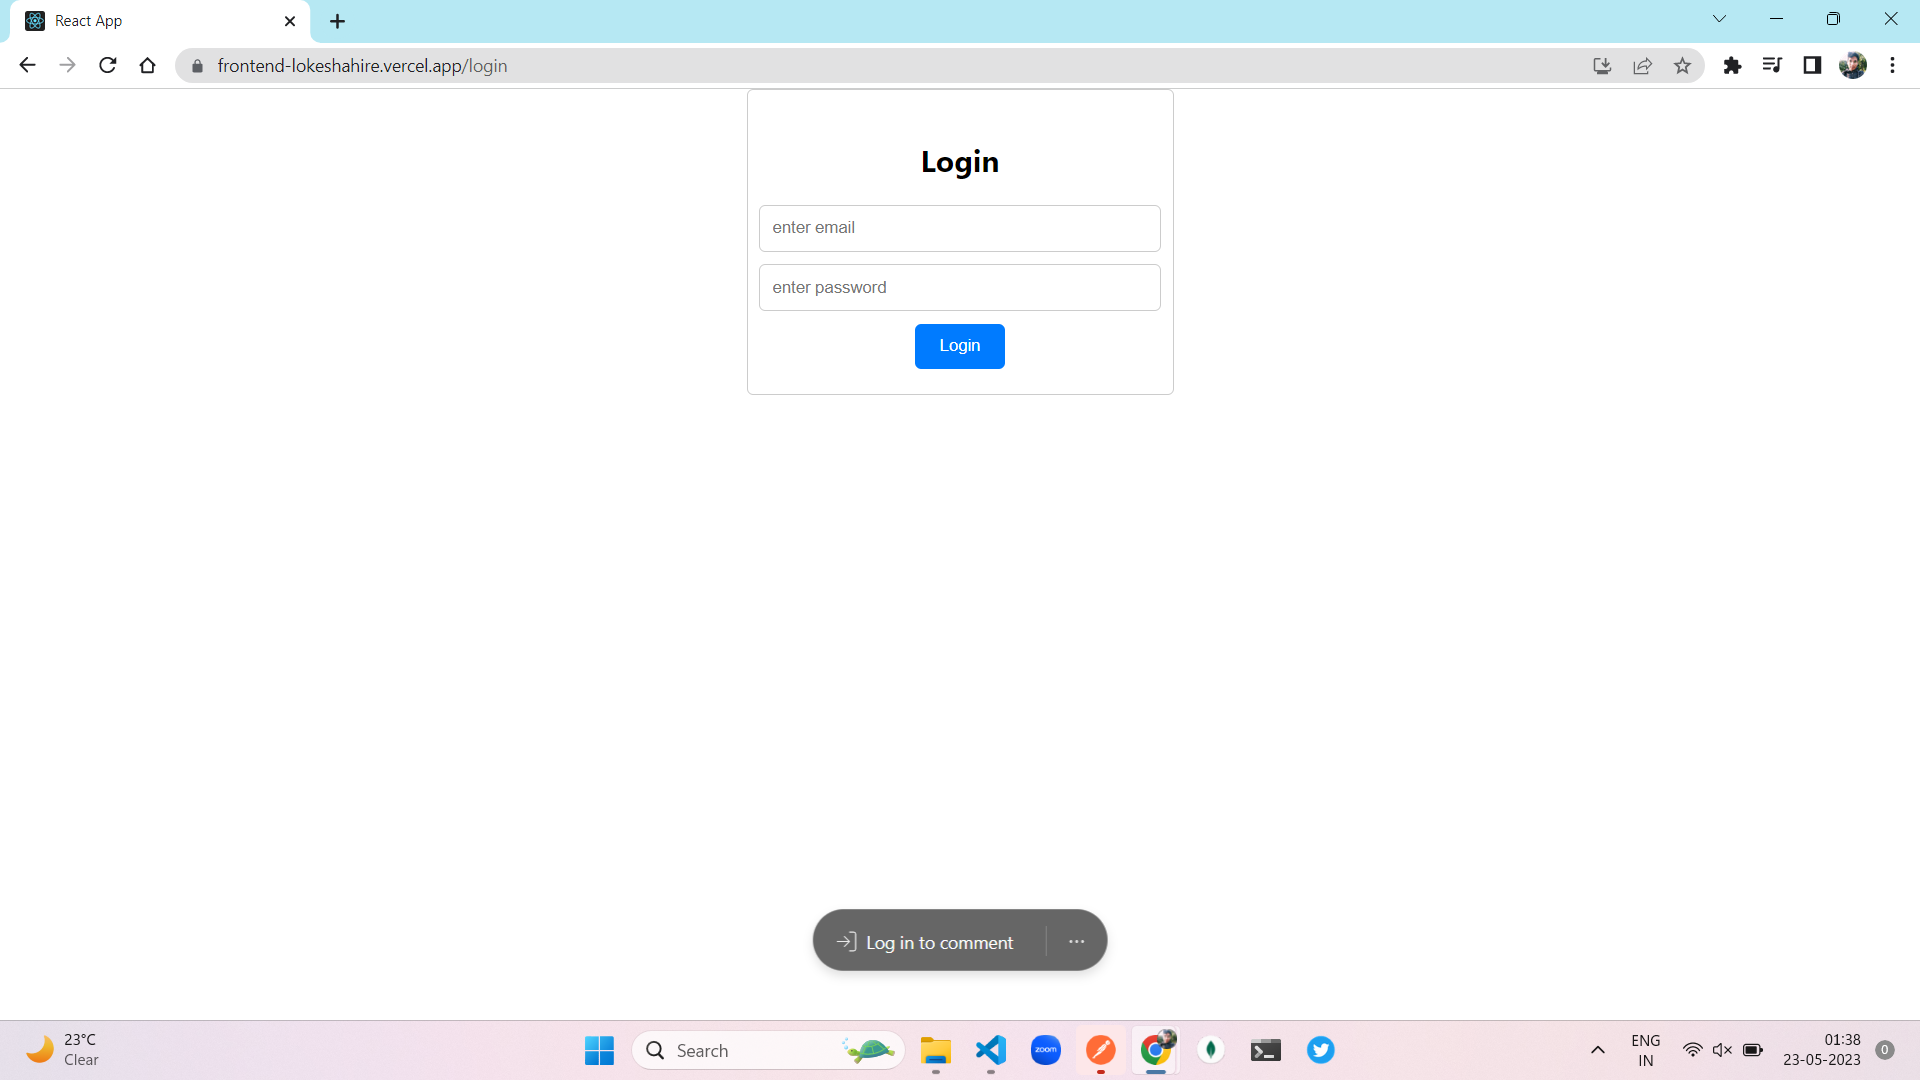 React App
frontend-lokeshahire.vercel.app/login
Login
enter email
enter password
Login
Log in to comment
23°C
Clear
Search
zoom
ENG
IN
01:38
23-05-2023
0